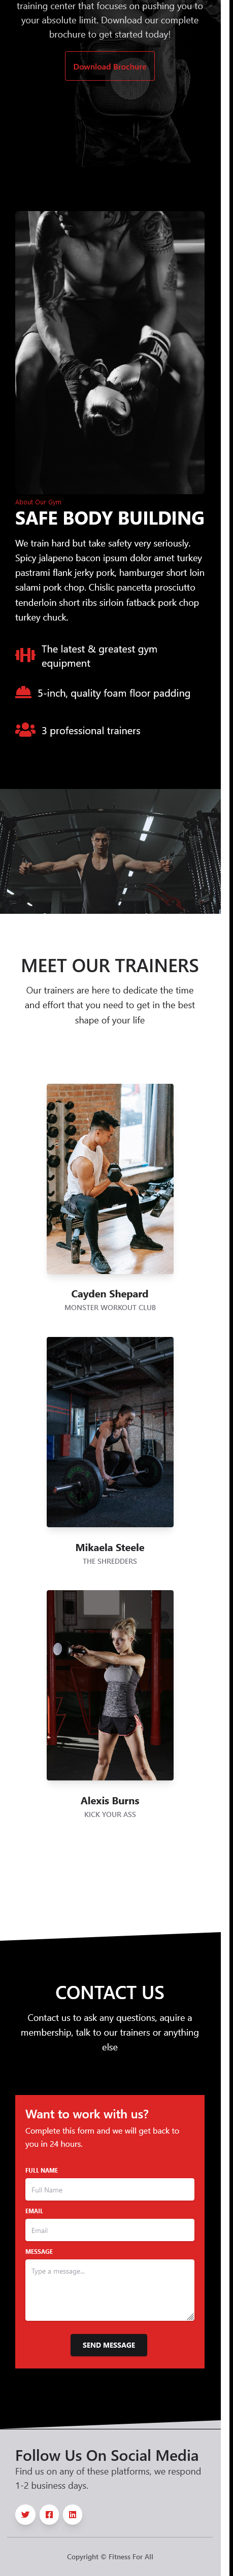 training center that focuses on pushing you to
your absolute limit. Download our complete
brochure to get started today!
Download Brochure
About Our Gym
SAFE BODY BUILDING
We train hard but take safety very seriously.
Spicy jalapeno bacon ipsum dolor amet turkey
pastrami flank jerky pork, hamburger short loin
salami pork chop. Chislic pancetta prosciutto
tenderloin short ribs sirloin fatback pork chop
turkey chuck.
The latest & greatest gym
equipment
5-inch, quality foam floor padding
3 professional trainers
MEET OUR TRAINERS
Our trainers are here to dedicate the time
and effort that you need to get in the best
shape of your life
Cayden Shepard
MONSTER WORKOUT CLUB
Mikaela Steele
THE SHREDDERS
Alexis Burns
KICK YOUR ASS
CONTACT US
Contact us to ask any questions, aquire a
membership, talk to our trainers or anything
else
Want to work with us?
Complete this form and we will get back to
you in 24 hours.
FULL NAME
Full Name
EMAIL
Email
MESSAGE
Type a message...
SEND MESSAGE
Follow Us On Social Media
Find us on any of these platforms, we respond
1-2 business days.
Copyright © Fitness For All